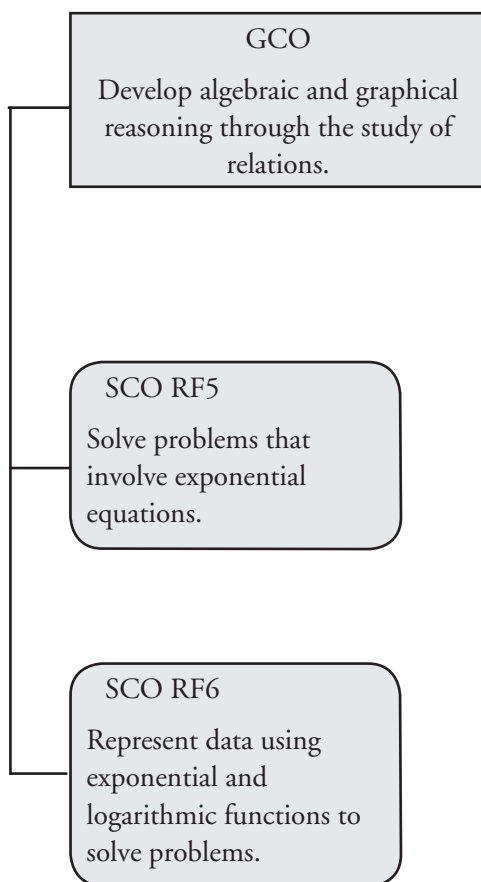 GCO
Develop algebraic and graphical
reasoning through the study of
relations.
SCO RF5
Solve problems that
involve exponential
equations.
SCO RF6
Represent data using
exponential and
logarithmic functions to
solve problems.